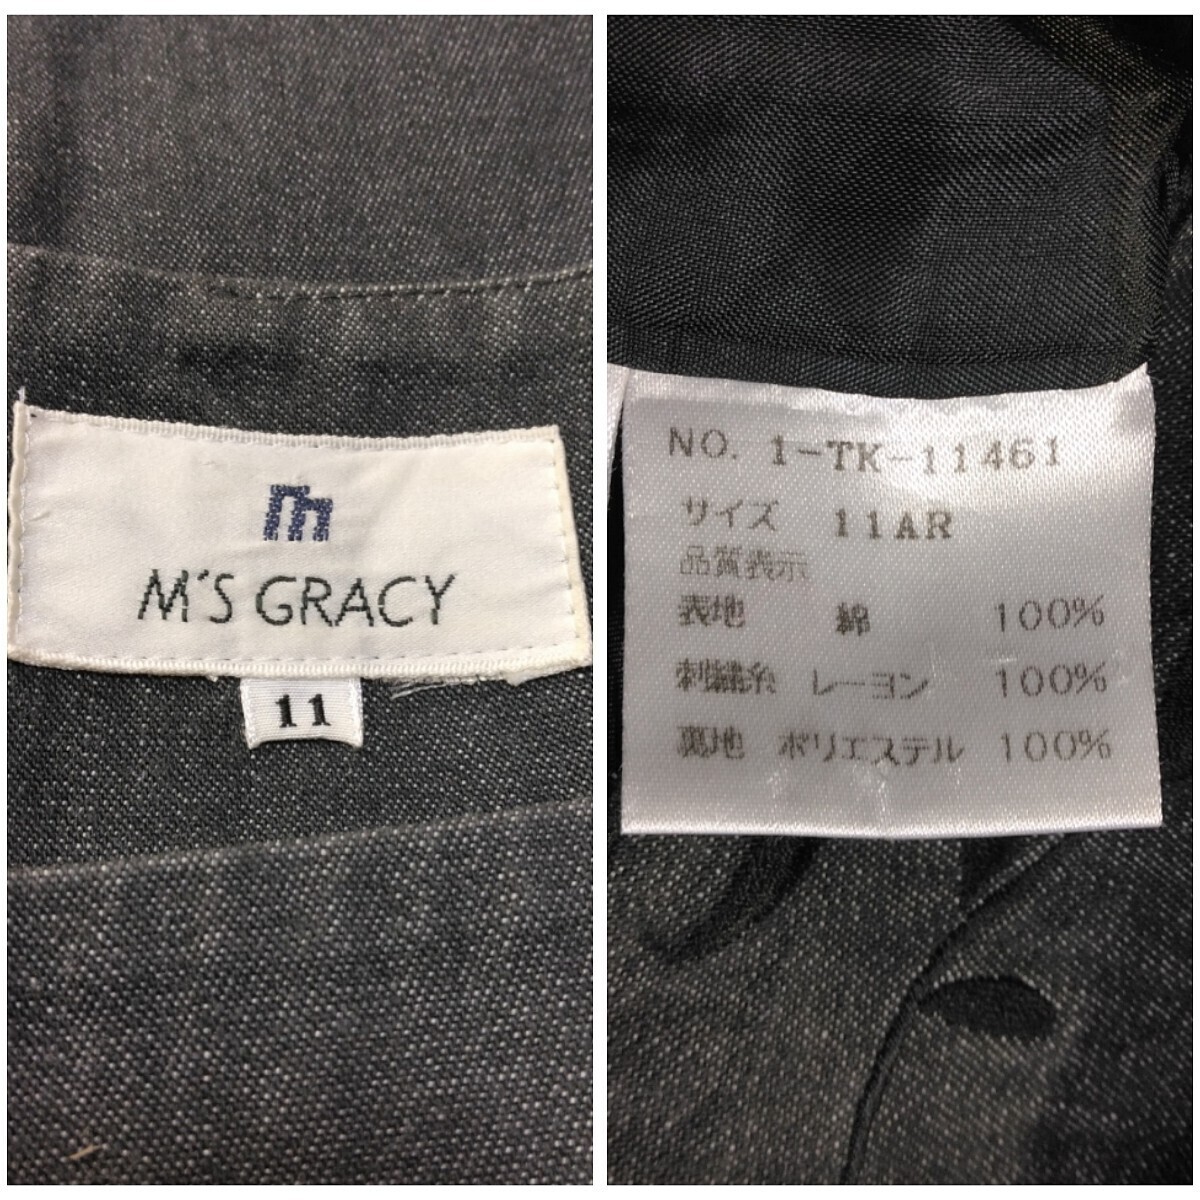 m
M'S GRACY
11
NO. 1-TK-11461
サイズ 11AR
品質表示
表地 綿 100%
刺繍糸 レーヨン 100%
裏地 ポリエステル 100%